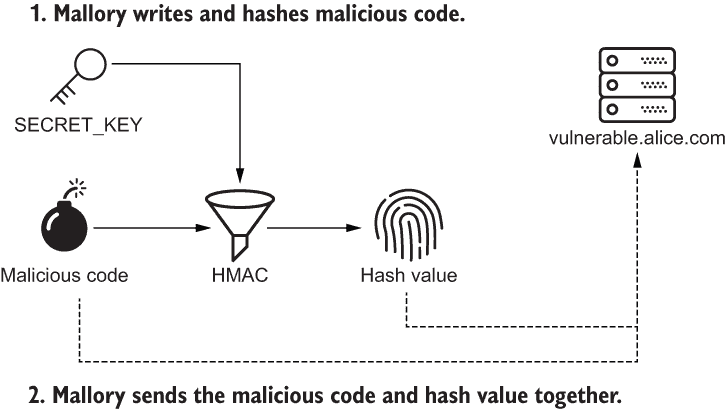 1. Mallory writes and hashes malicious code.
SECRET_KEY
vulnerable.alice.com
Malicious code
HMAC
Hash value
2. Mallory sends the malicious code and hash value together.